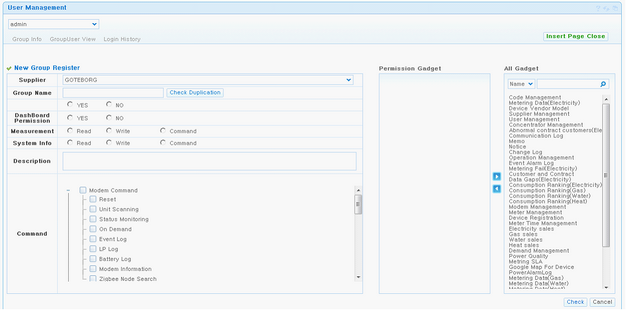 User Management
admin
Group Info GroupUser View Login History
Insert Page Close
New Group Register
Supplier GOTEBORG
Group Name Check Duplication
YES NO
DashBoard Permission YES NO
Measurement Read Write Command
System Info Read Write Command
Description
Command
Modem Command
Reset
Unit Scanning
Status Monitoring
On Demand
Event Log
LP Log
Battery Log
Modem Information
Zigbee Node Search
Permission Gadget
All Gadget
Name
Code Management
Metering Data(Electricity)
Device Vendor Model
Supplier Management
User Management
Concentrator Management
Abnormal contract customers(Ele
Communication Log
Memo
Notice
Change Log
Operation Management
Event Alarm Log
Metering Fail(Electricity)
Customer and Contract
Data Gaps(Electricity)
Consumption Ranking(Electricity)
Consumption Ranking(Gas)
Consumption Ranking(Water)
Consumption Ranking(Heat)
Modem Management
Meter Management
Device Registration
Meter Time Management
Electricity sales
Gas sales
Water sales
Heat sales
Demand Management
Power Quality
Metring SLA
Google Map For Device
PowerAlarmLog
Metering Data(Gas)
Metering Data(Water)
Metering Data(Heat)
Check Cancel